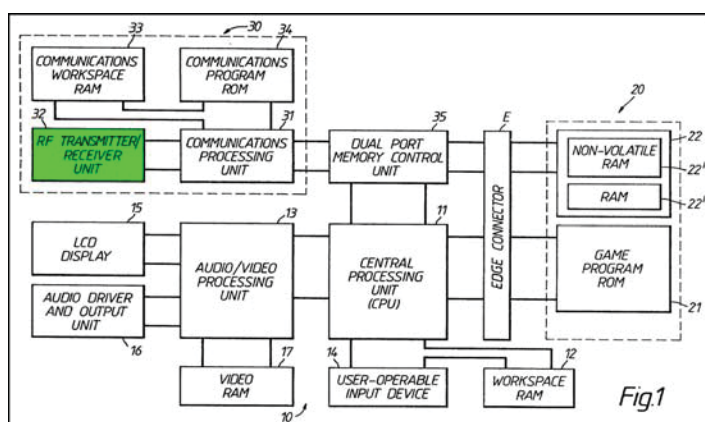 33
30
34
COMMUNICATIONS
WORKSPACE
RAM
COMMUNICATIONS
PROGRAM
ROM
32
31
35
E
20
RF TRANSMITTER/
RECEIVER
UNIT
COMMUNICATIONS
PROCESSING
UNIT
DUAL PORT
MEMORY CONTROL
UNIT
22
NON-VOLATILE
RAM
22
RAM
22
15
13
11
LCD
DISPLAY
AUDIO/VIDEO
PROCESSING
UNIT
CENTRAL
PROCESSING
UNIT
(CPU)
EDGE CONNECTOR
GAME
PROGRAM
ROM
21
AUDIO DRIVER
AND OUTPUT
UNIT
16
17
14
12
VIDEO
RAM
10
USER-OPERABLE
INPUT DEVICE
WORKSPACE
RAM
Fig.1